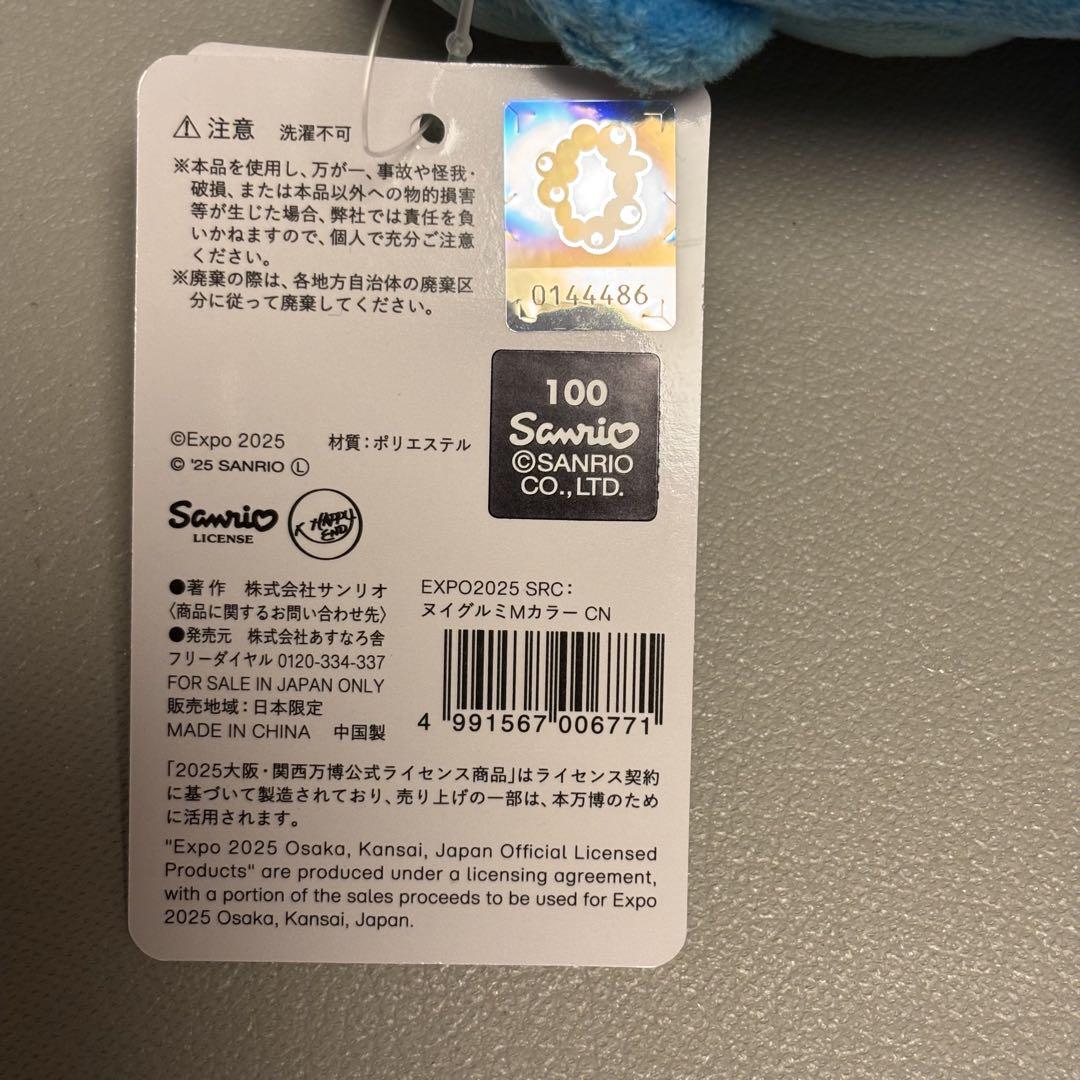 ⚠注意 洗濯不可
※本品を使用し、万が一、事故や怪我・
破損、または本品以外への物的損害
等が生じた場合、弊社では責任を負
いかねますので、個人で充分ご注意
ください。
※廃棄の際は、各地方自治体の廃棄区
分に従って廃棄してください。
0144486
100
Sanrio
©SANRIO
CO.,LTD.
©Expo 2025 材質:ポリエステル
© '25 SANRIO Ⓛ
Sanrio
LICENSE
K HAPPY
END
●著作 株式会社サンリオ
〈商品に関するお問い合わせ先〉
●発売元 株式会社あすなろ舎
フリーダイヤル 0120-334-337
FOR SALE IN JAPAN ONLY
販売地域:日本限定
MADE IN CHINA 中国製
EXPO2025 SRC:
ヌイグルミMカラー CN
4 991567 006771
「2025大阪・関西万博公式ライセンス商品」はライセンス契約
に基づいて製造されており、売り上げの一部は、本万博のため
に活用されます。
"Expo 2025 Osaka, Kansai, Japan Official Licensed
Products" are produced under a licensing agreement,
with a portion of the sales proceeds to be used for Expo
2025 Osaka, Kansai, Japan.